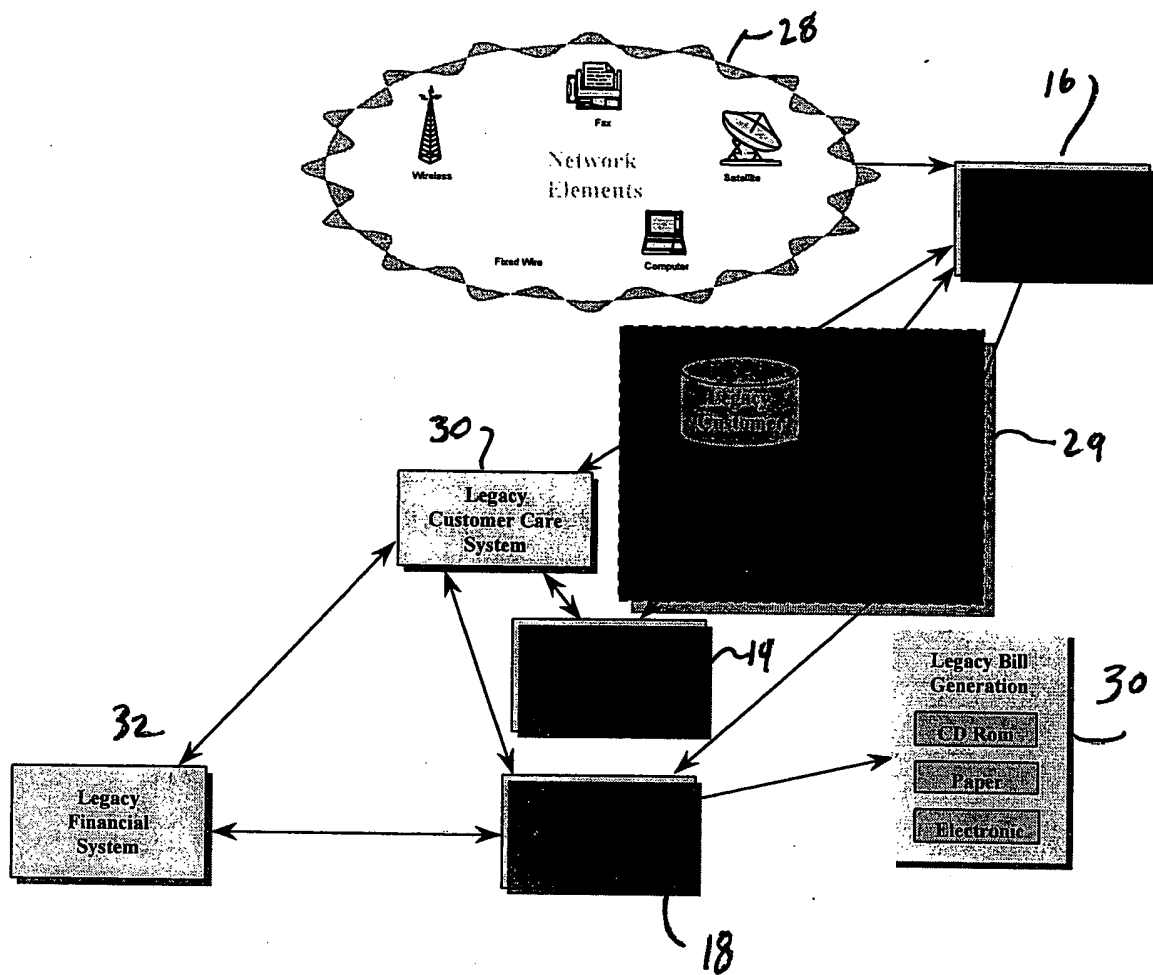 28
16
Fax
Wireless
Network
Elements
Satellite
Fixed Wire
Computer
Legacy
Customer
29
30
Legacy
Customer Care
System
14
Legacy Bill
Generation
CD Rom
Paper
Electronic
30
32
Legacy
Financial
System
18